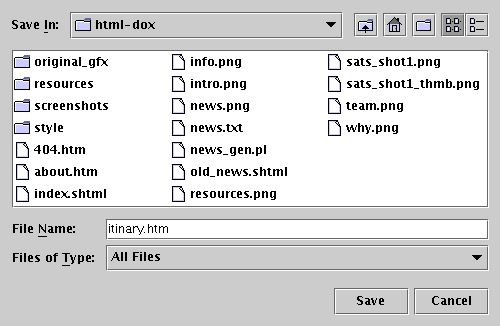 Save In: html-dox
original_gfx info.png sats_shot1.png
resources intro.png sats_shot1_thmb.png
screenshots news.png team.png
style news.txt why.png
404.htm news_gen.pl
about.htm old_news.shtml
index.shtml resources.png
File Name: itinary.htm
Files of Type: All Files
Save Cancel